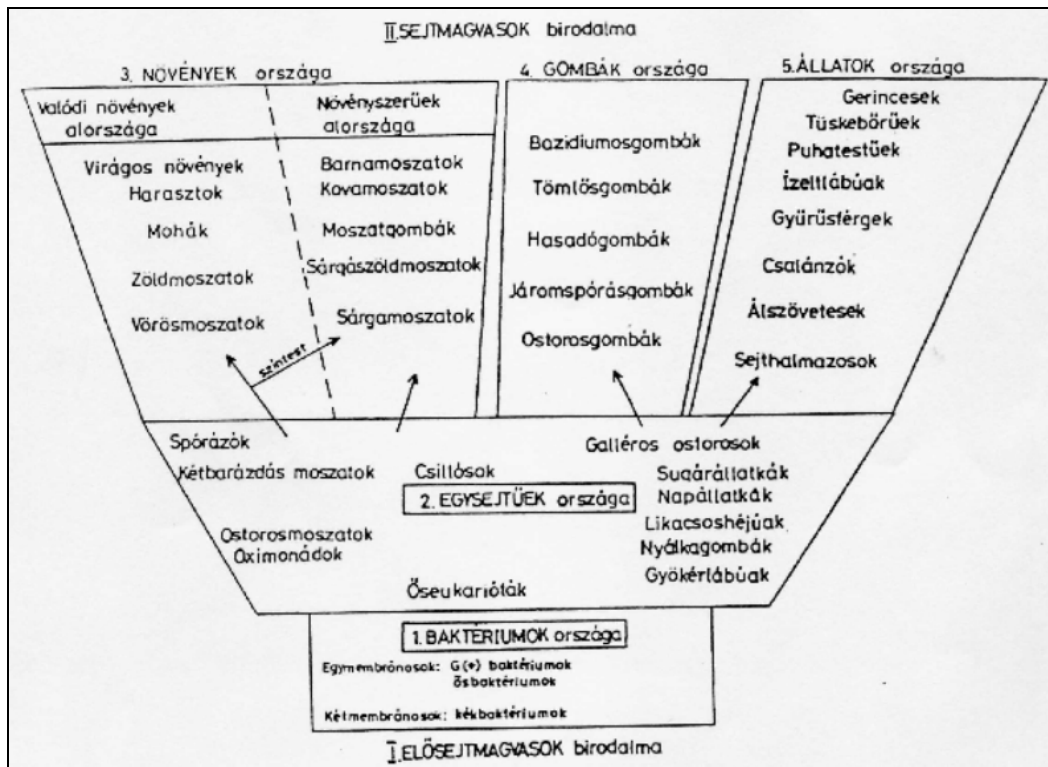 II. SEJTMAGVASOK birodalma
3. NÖVÉNYEK országa
Valódi növények
alországa
Virágos növények
Harasztok
Mohák
Zöldmoszatok
Vörösmoszatok
színtest
Növényszerűek
alországa
Barnamoszatok
Kovamoszatok
Moszatgombák
Sárgászöldmoszatok
Sárgamoszatok
4. GOMBÁK országa
Bazidiumosgombák
Tömlősgombák
Hasadógombák
Járomspórásgombák
Ostorosgombák
5. ÁLLATOK országa
Gerincesek
Tüskebőrűek
Puhatestűek
Ízeltlábúak
Gyűrűsférgek
Csalánzók
Álszövetesek
Sejthalmazosok
Spórázók
Kétbarázdás moszatok
Csillósok
Galléros ostorosok
2. EGYSEJTŰEK országa
Sugárállatkák
Napállatkák
Likacsoshéjúak
Nyálkagombák
Gyökérlábúak
Ostorosmoszatok
Oximonádok
Őseukarióták
1. BAKTÉRIUMOK országa
Egymembránosok: G(+) baktériumok
ősbaktériumok
Kétmembránosok: kékbaktériumok
I. ELŐSEJTMAGVASOK birodalma